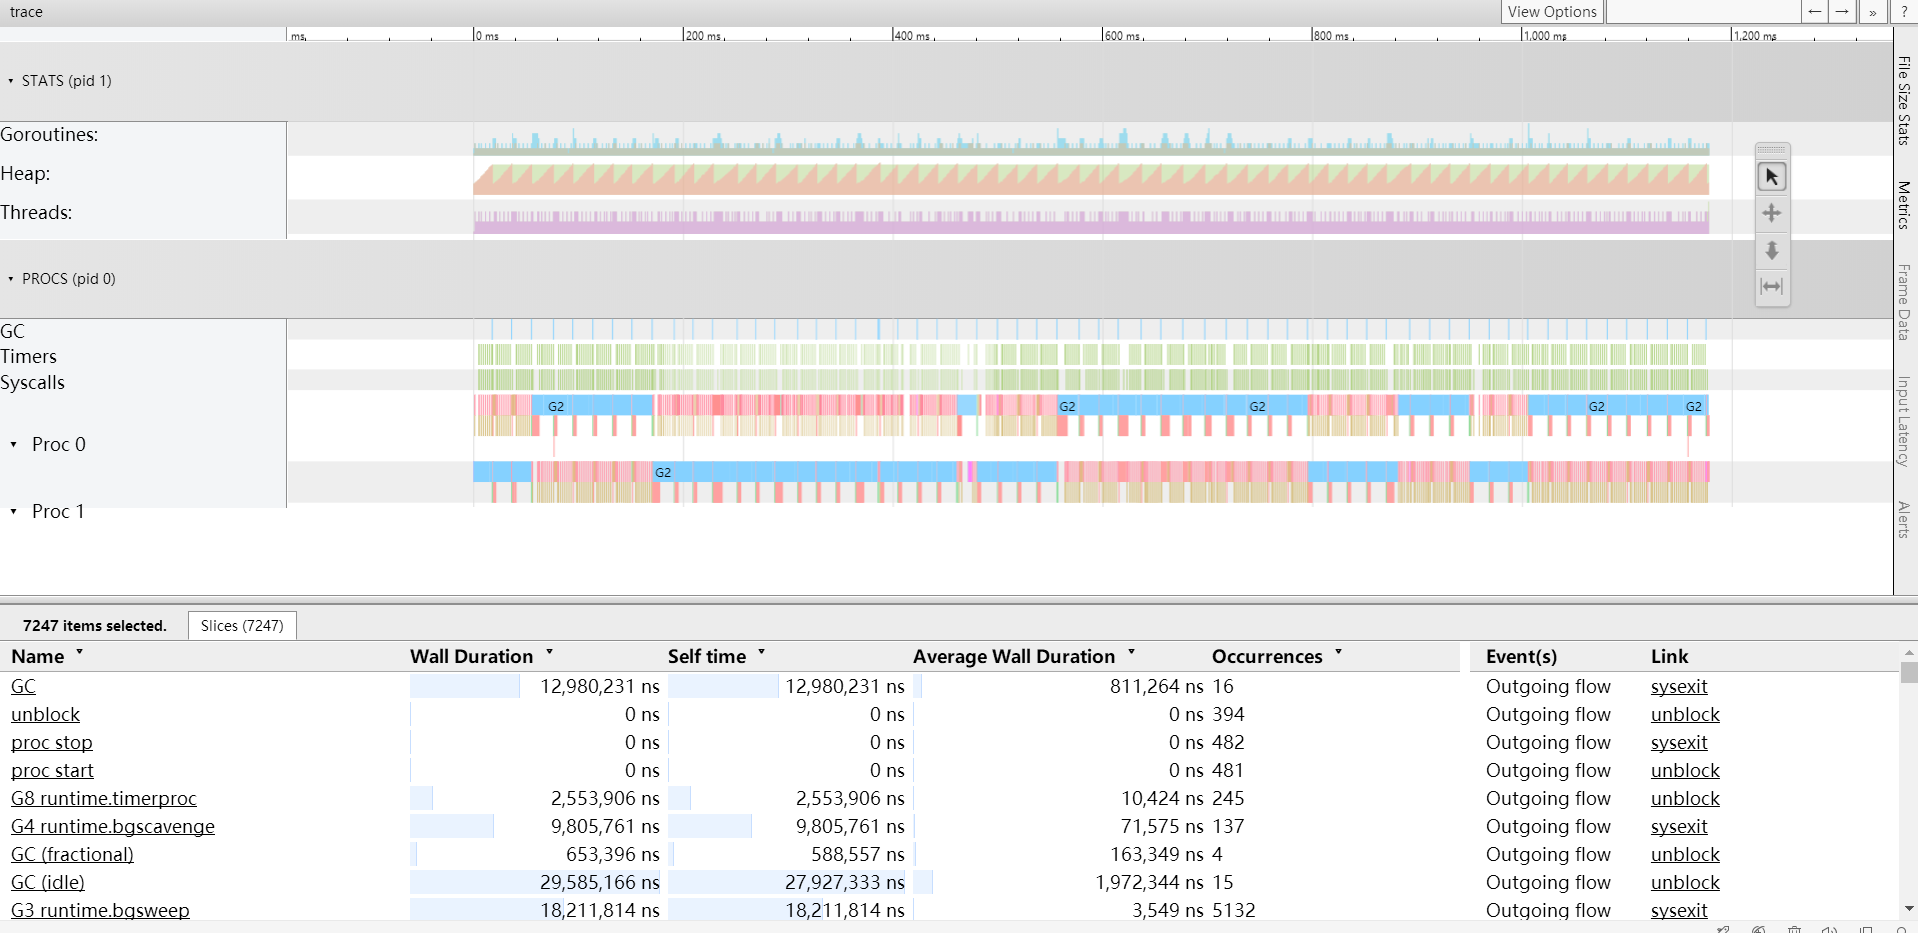 trace
View Options
← → » ?
ms 0 ms 200 ms 400 ms 600 ms 800 ms 1,000 ms 1,200 ms
▾ STATS (pid 1)
Goroutines:
Heap:
Threads:
▾ PROCS (pid 0)
GC
Timers
Syscalls
G2 G2 G2 G2 G2
▾ Proc 0
G2
▾ Proc 1
File Size Stats
Metrics
Frame Data
Input Latency
Alerts
7247 items selected. Slices (7247)
Name Wall Duration Self time Average Wall Duration Occurrences Event(s) Link
GC 12,980,231 ns 12,980,231 ns 811,264 ns 16 Outgoing flow sysexit
unblock 0 ns 0 ns 0 ns 394 Outgoing flow unblock
proc stop 0 ns 0 ns 0 ns 482 Outgoing flow sysexit
proc start 0 ns 0 ns 0 ns 481 Outgoing flow unblock
G8 runtime.timerproc 2,553,906 ns 2,553,906 ns 10,424 ns 245 Outgoing flow unblock
G4 runtime.bgscavenge 9,805,761 ns 9,805,761 ns 71,575 ns 137 Outgoing flow sysexit
GC (fractional) 653,396 ns 588,557 ns 163,349 ns 4 Outgoing flow unblock
GC (idle) 29,585,166 ns 27,927,333 ns 1,972,344 ns 15 Outgoing flow unblock
G3 runtime.bgsweep 18,211,814 ns 18,211,814 ns 3,549 ns 5132 Outgoing flow sysexit